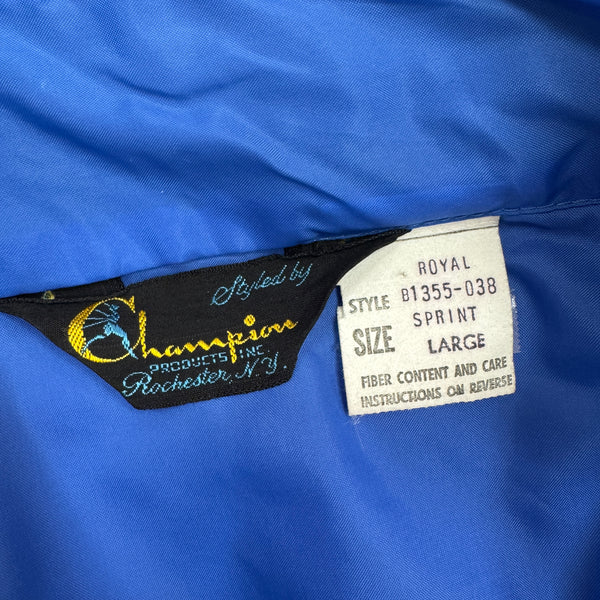 Styled by
Champion
PRODUCTS INC.
Rochester, N.Y.
ROYAL
STYLE B1355-038
SPRINT
SIZE LARGE
FIBER CONTENT AND CARE
INSTRUCTIONS ON REVERSE